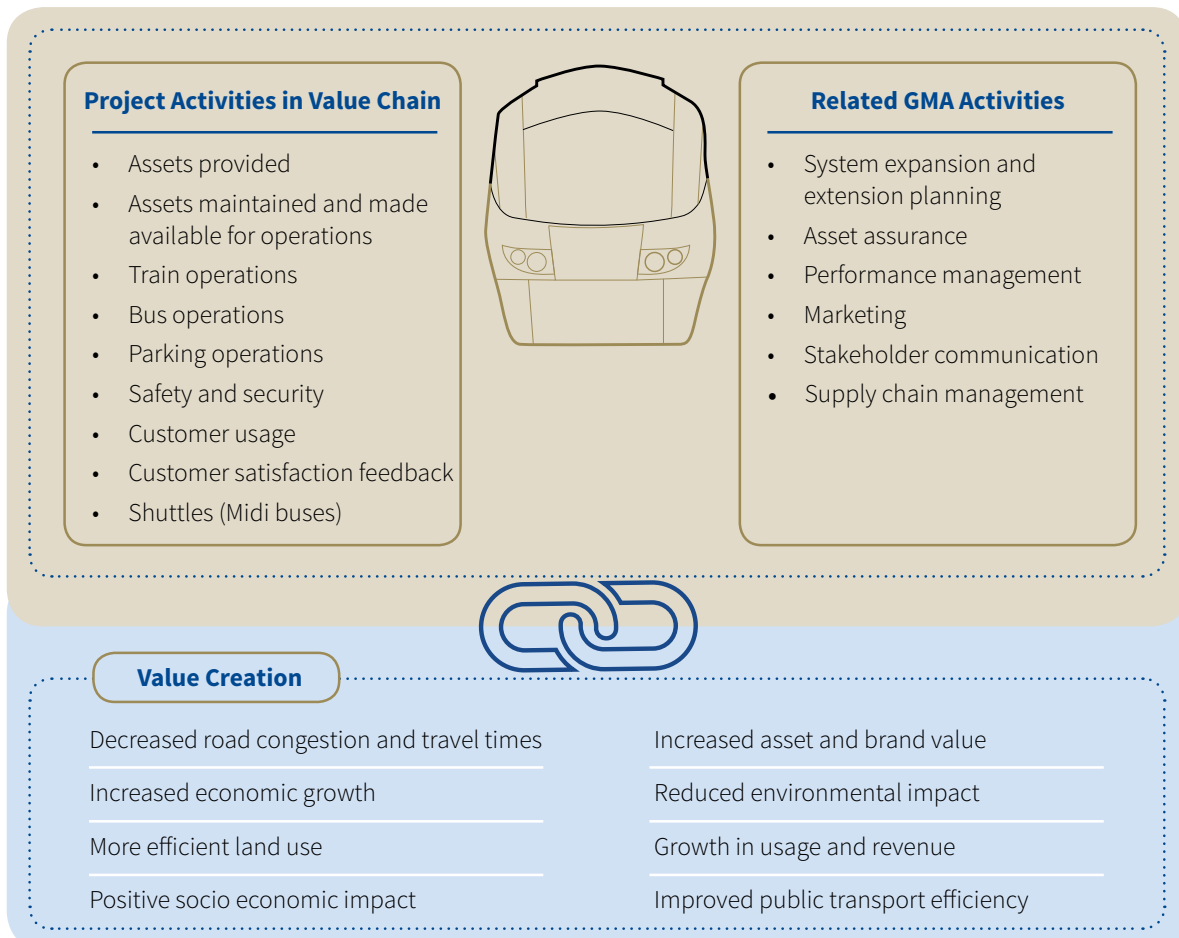 Project Activities in Value Chain
• Assets provided
• Assets maintained and made
available for operations
• Train operations
• Bus operations
• Parking operations
• Safety and security
• Customer usage
• Customer satisfaction feedback
• Shuttles (Midi buses)
Related GMA Activities
• System expansion and
extension planning
• Asset assurance
• Performance management
• Marketing
• Stakeholder communication
• Supply chain management
Value Creation
Decreased road congestion and travel times
Increased economic growth
More efficient land use
Positive socio economic impact
Increased asset and brand value
Reduced environmental impact
Growth in usage and revenue
Improved public transport efficiency